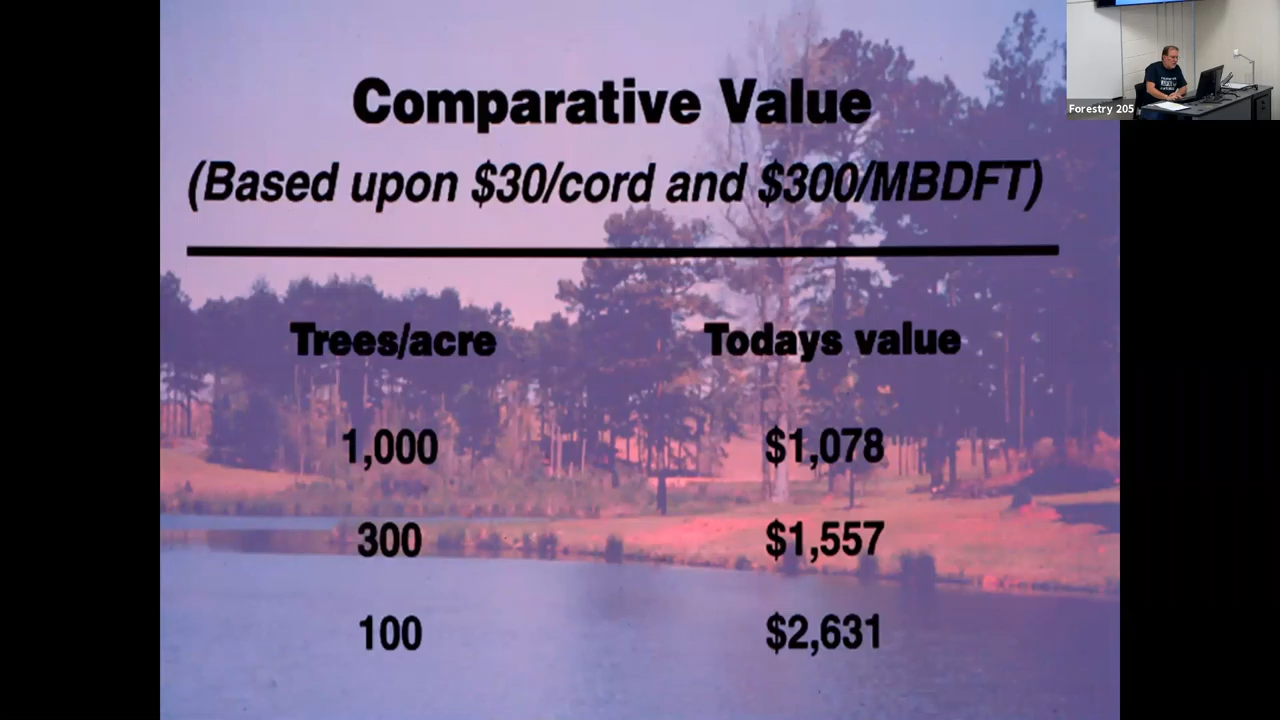 Comparative Value
(Based upon $30/cord and $300/MBDFT)
Trees/acre Todays value
1,000 $1,078
300 $1,557
100 $2,631
Forestry 205